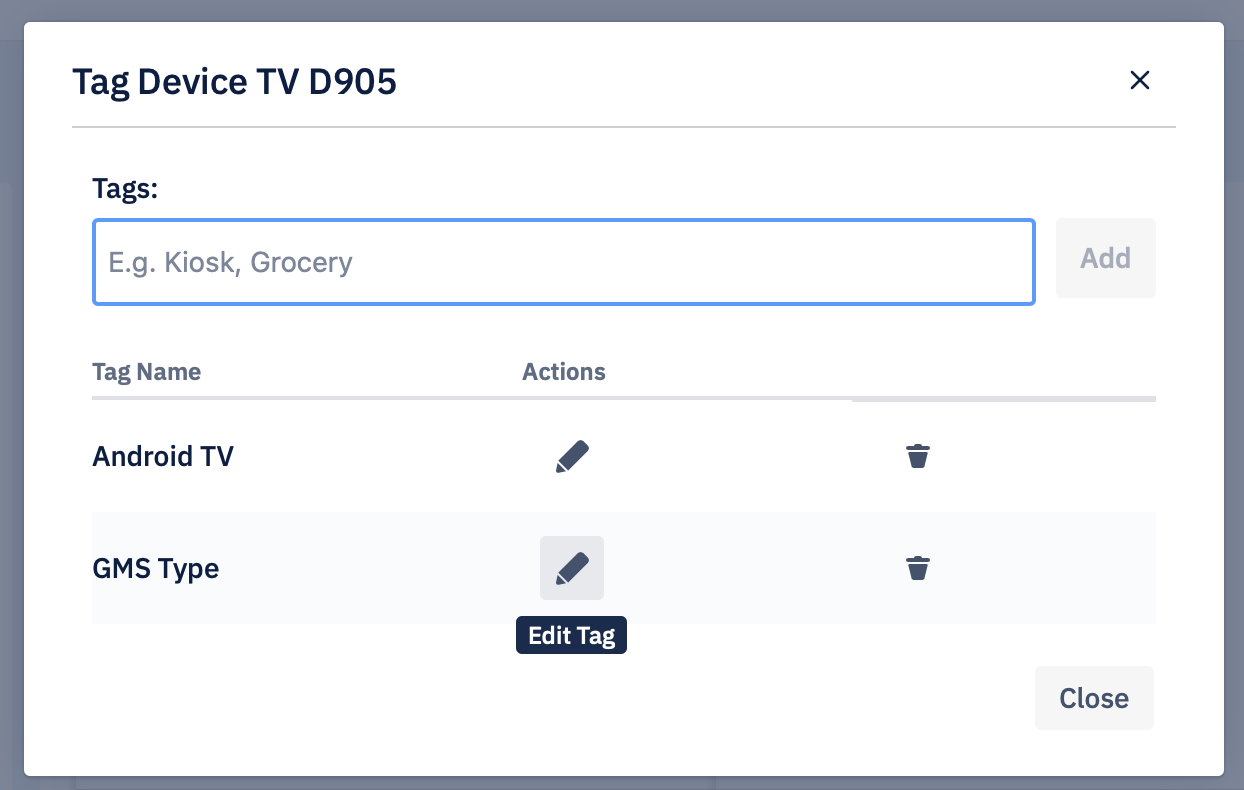 Tag Device TV D905
Tags:
E.g. Kiosk, Grocery
Add
Tag Name Actions
Android TV
GMS Type
Edit Tag
Close